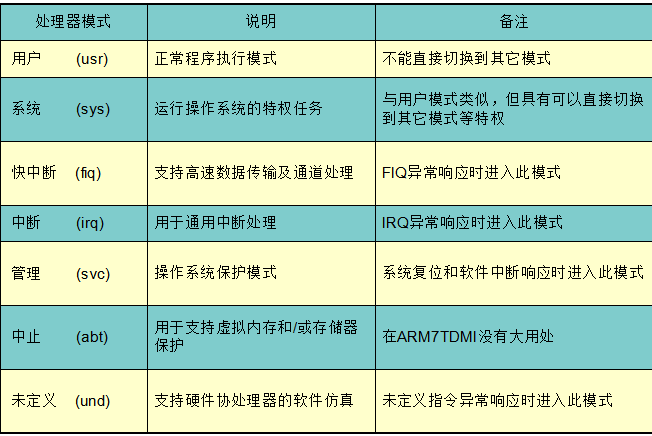 处理器模式 说明 备注
用户 (usr) 正常程序执行模式 不能直接切换到其它模式
系统 (sys) 运行操作系统的特权任务 与用户模式类似，但具有可以直接切换
到其它模式等特权
快中断 (fiq) 支持高速数据传输及通道处理 FIQ异常响应时进入此模式
中断 (irq) 用于通用中断处理 IRQ异常响应时进入此模式
管理 (svc) 操作系统保护模式 系统复位和软件中断响应时进入此模式
中止 (abt) 用于支持虚拟内存和/或存储器
保护 在ARM7TDMI没有大用处
未定义 (und) 支持硬件协处理器的软件仿真 未定义指令异常响应时进入此模式